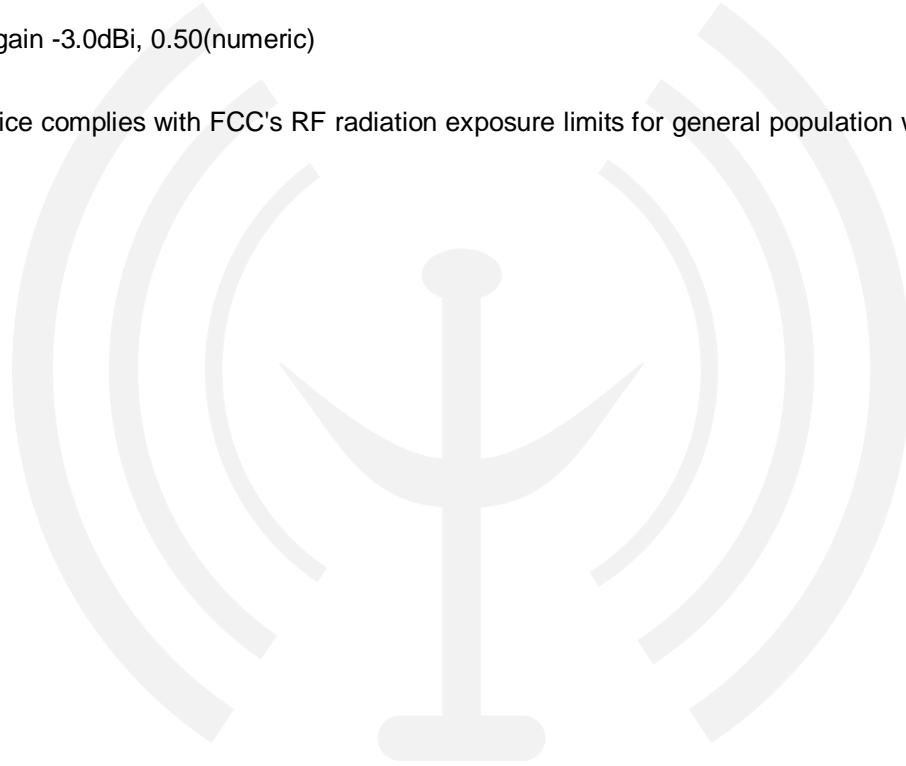 gain -3.0dBi, 0.50(numeric)
ice complies with FCC's RF radiation exposure limits for general population